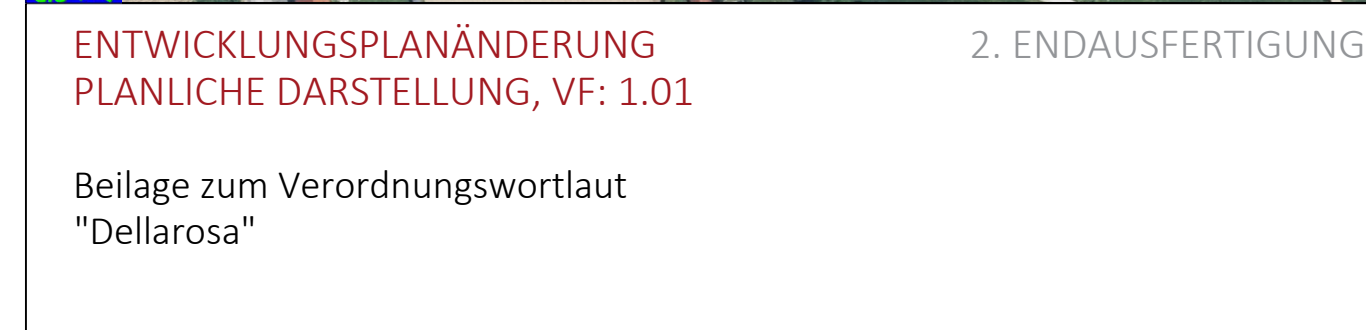 ENTWICKLUNGSPLANÄNDERUNG
PLANLICHE DARSTELLUNG, VF: 1.01
2. ENDAUSFERTIGUNG
Beilage zum Verordnungswortlaut
"Dellarosa"